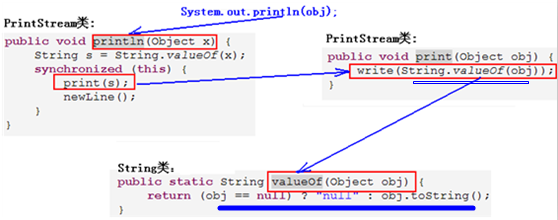 System.out.println(obj);
PrintStream类:
public void println(Object x) {
String s = String.valueOf(x);
synchronized (this) {
print(s);
newLine();
}
}
PrintStream类:
public void print(Object obj) {
write(String.valueOf(obj));
}
String类:
public static String valueOf(Object obj) {
return (obj == null) ? "null" : obj.toString();
}